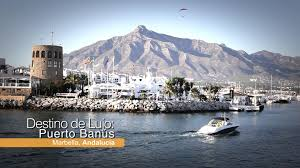 Destino de Lujo:
Puerto Banús
Marbella, Andalucía